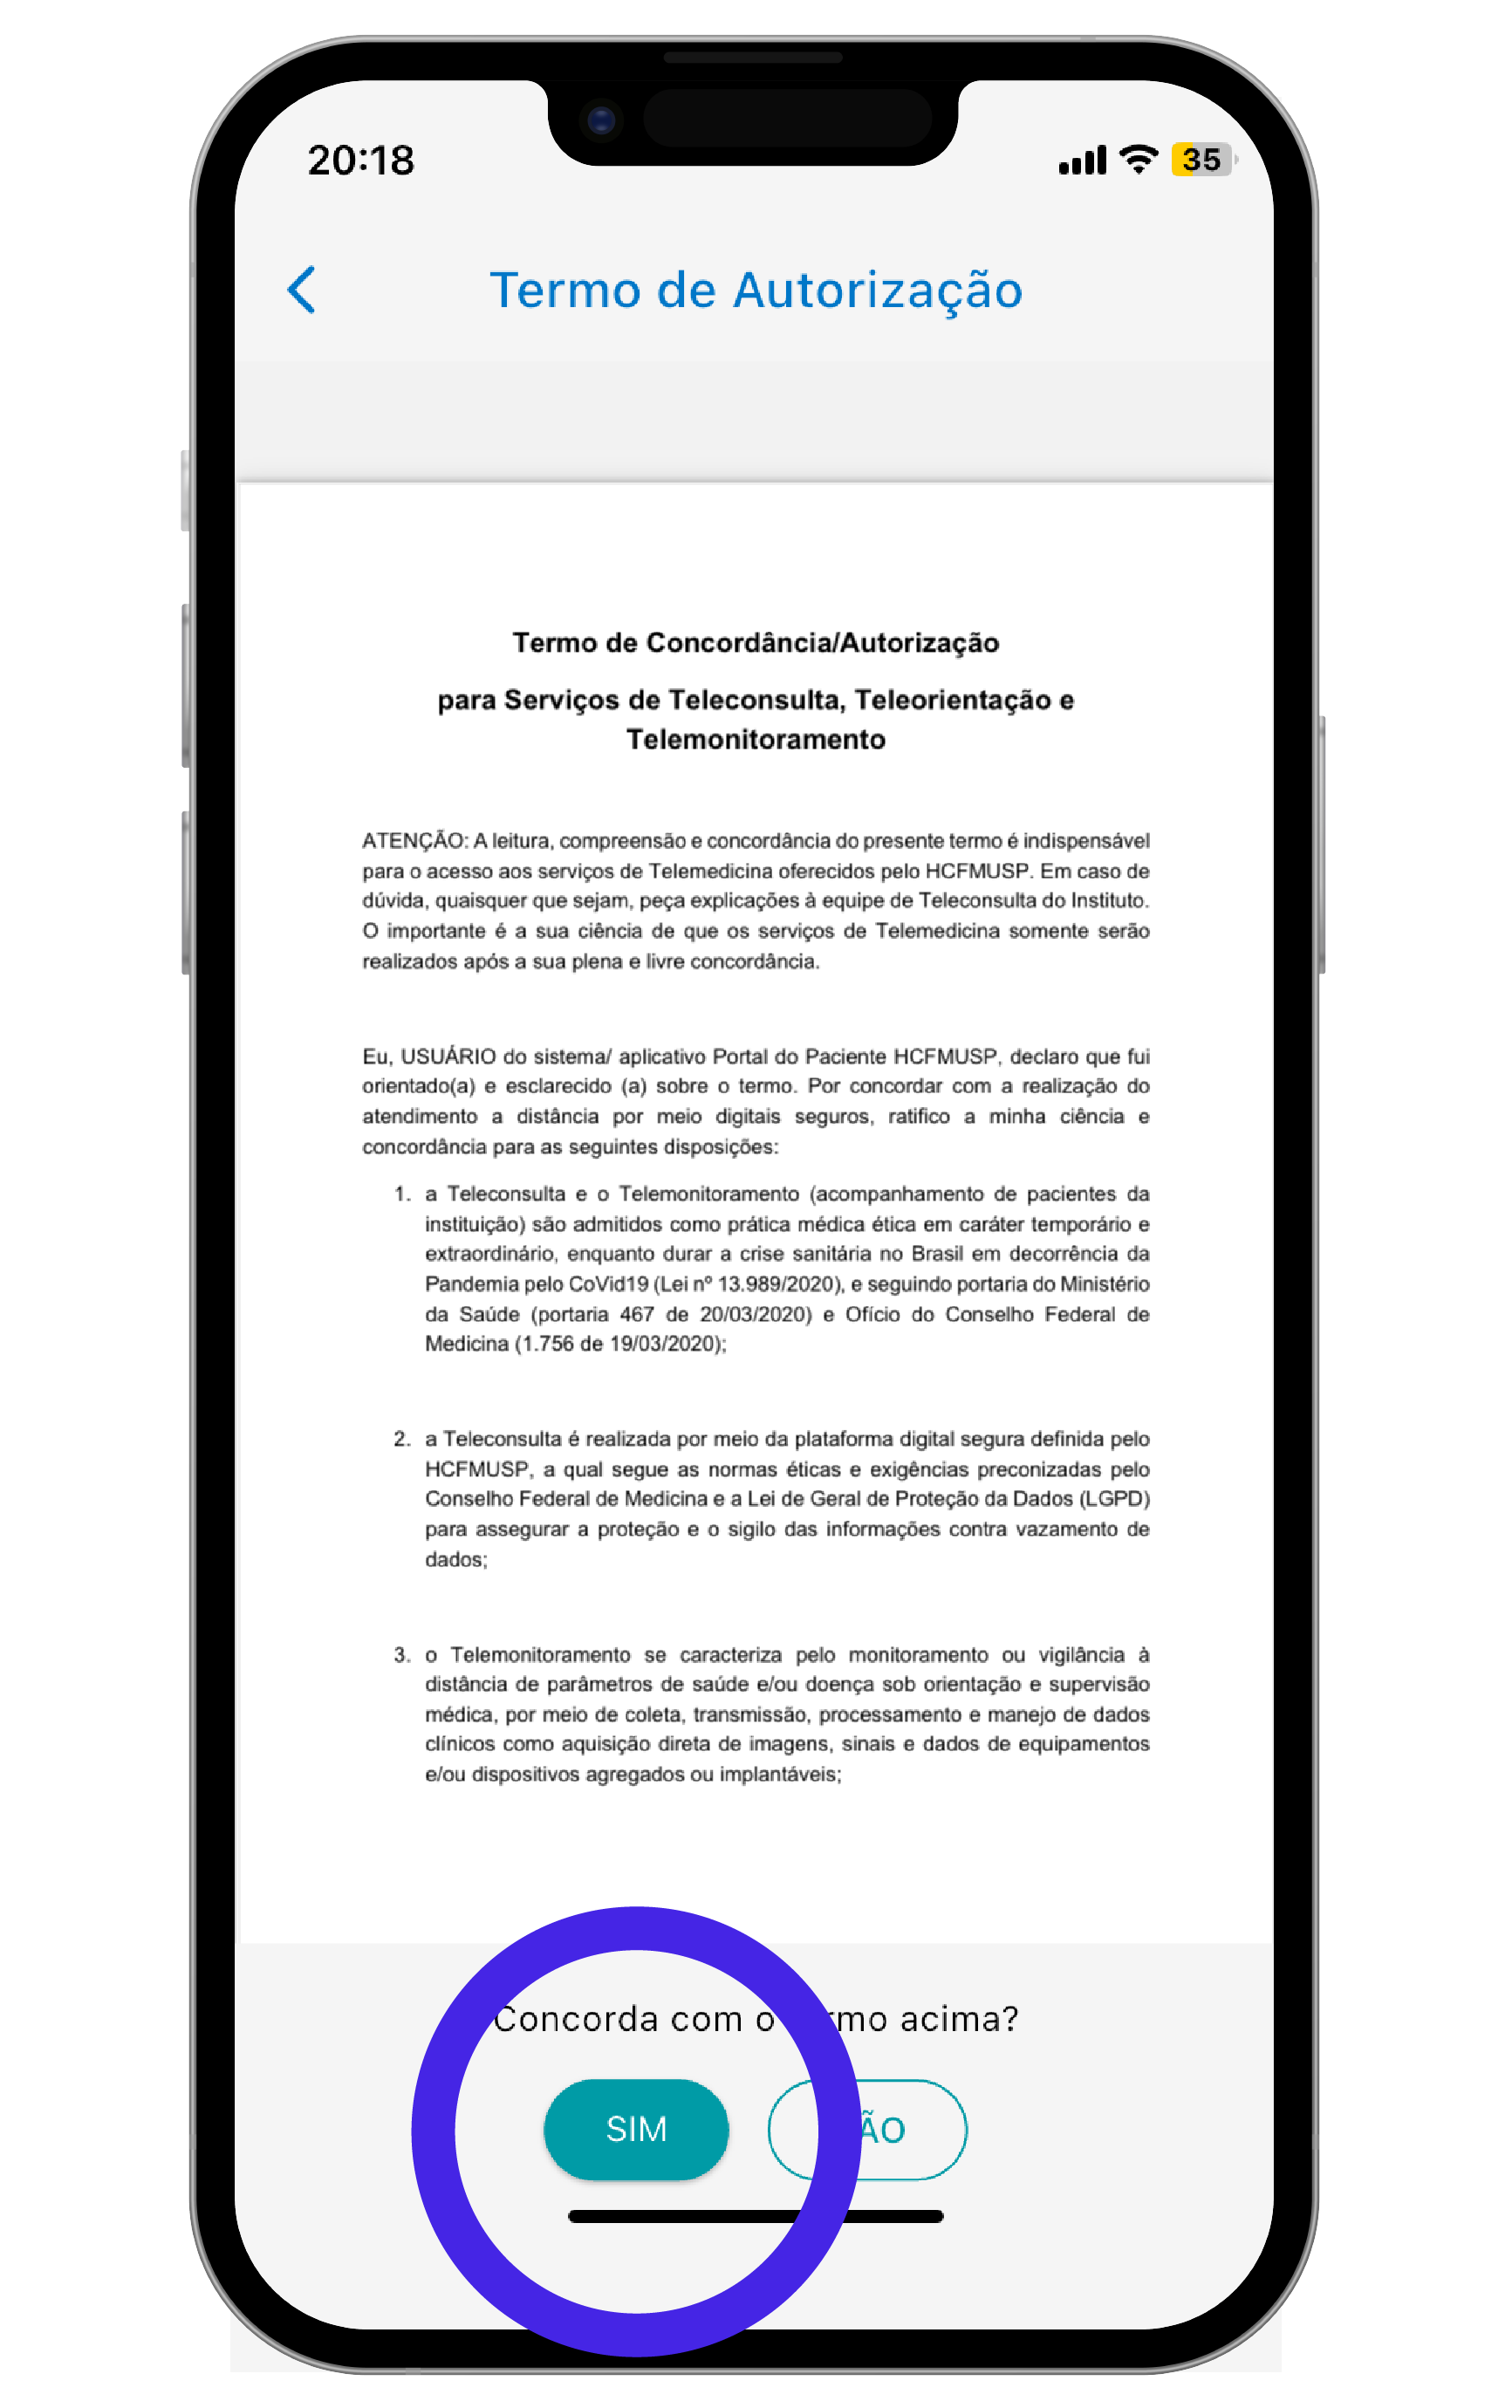 20:18
35
Termo de Autorização
Termo de Concordância/Autorização
para Serviços de Teleconsulta, Teleorientação e
Telemonitoramento
ATENÇÃO: A leitura, compreensão e concordância do presente termo é indispensável
para o acesso aos serviços de Telemedicina oferecidos pelo HCFMUSP. Em caso de
dúvida, quaisquer que sejam, peça explicações à equipe de Teleconsulta do Instituto.
O importante é a sua ciência de que os serviços de Telemedicina somente serão
realizados após a sua plena e livre concordância.
Eu, USUÁRIO do sistema/ aplicativo Portal do Paciente HCFMUSP, declaro que fui
orientado(a) e esclarecido (a) sobre o termo. Por concordar com a realização do
atendimento a distância por meio digitais seguros, ratifico a minha ciência e
concordância para as seguintes disposições:
1. a Teleconsulta e o Telemonitoramento (acompanhamento de pacientes da
instituição) são admitidos como prática médica ética em caráter temporário e
extraordinário, enquanto durar a crise sanitária no Brasil em decorrência da
Pandemia pelo CoVid19 (Lei nº 13.989/2020), e seguindo portaria do Ministério
da Saúde (portaria 467 de 20/03/2020) e Ofício do Conselho Federal de
Medicina (1.756 de 19/03/2020);
2. a Teleconsulta é realizada por meio da plataforma digital segura definida pelo
HCFMUSP, a qual segue as normas éticas e exigências preconizadas pelo
Conselho Federal de Medicina e a Lei de Geral de Proteção da Dados (LGPD)
para assegurar a proteção e o sigilo das informações contra vazamento de
dados;
3. o Telemonitoramento se caracteriza pelo monitoramento ou vigilância à
distância de parâmetros de saúde e/ou doença sob orientação e supervisão
médica, por meio de coleta, transmissão, processamento e manejo de dados
clínicos como aquisição direta de imagens, sinais e dados de equipamentos
e/ou dispositivos agregados ou implantáveis;
Concorda com o rmo acima?
SIM ÃO